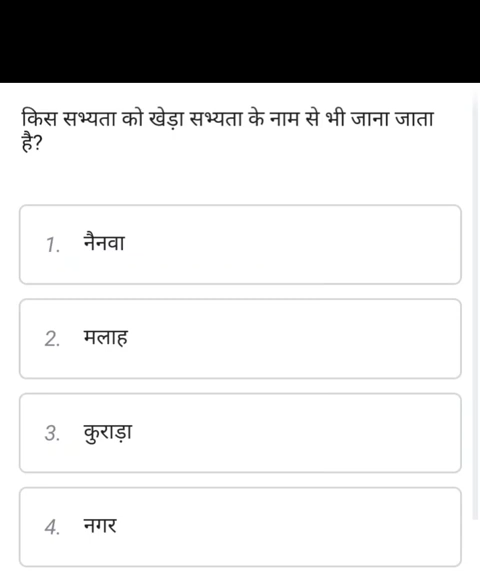 किस सभ्यता को खेड़ा सभ्यता के नाम से भी जाना जाता
है?
1. नैनवा
2. मलाह
3. कुराड़ा
4. नगर